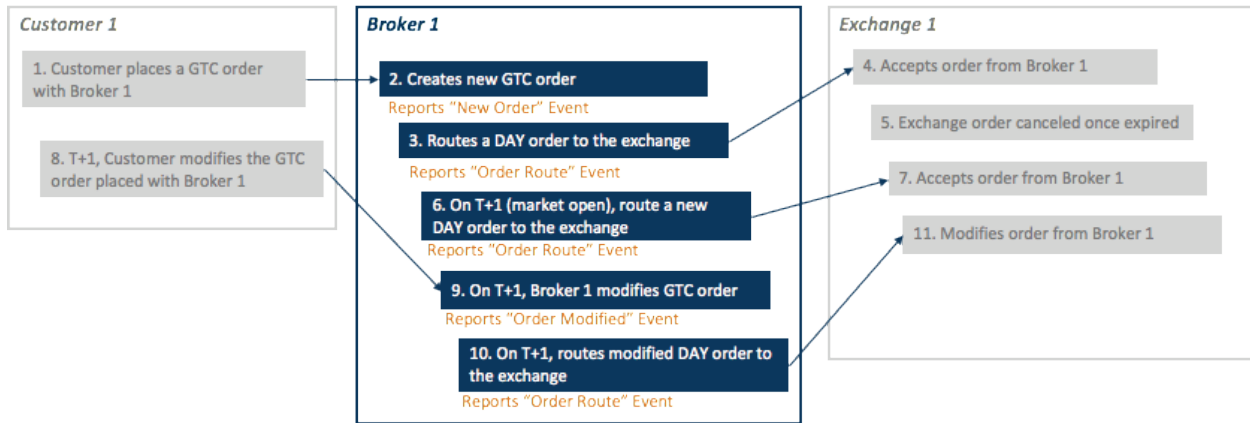 Customer 1
1. Customer places a GTC order
with Broker 1
8. T+1, Customer modifies the GTC
order placed with Broker 1
Broker 1
2. Creates new GTC order
Reports "New Order" Event
3. Routes a DAY order to the exchange
Reports "Order Route" Event
6. On T+1 (market open), route a new
DAY order to the exchange
Reports "Order Route" Event
9. On T+1, Broker 1 modifies GTC order
Reports "Order Modified" Event
10. On T+1, routes modified DAY order to
the exchange
Reports "Order Route" Event
Exchange 1
4. Accepts order from Broker 1
5. Exchange order canceled once expired
7. Accepts order from Broker 1
11. Modifies order from Broker 1